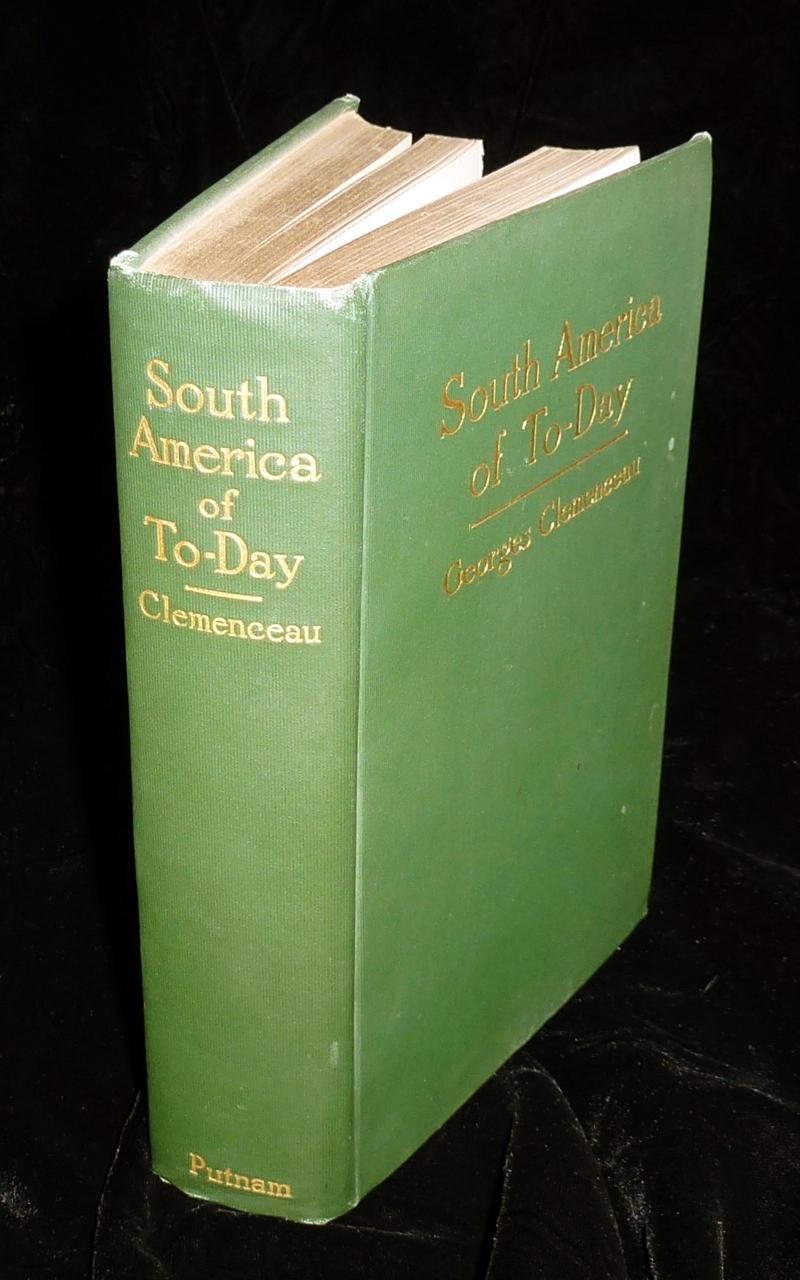 South
America
of
To-Day
Clemenceau
Putnam
South America
of To-Day
Georges Clemenceau